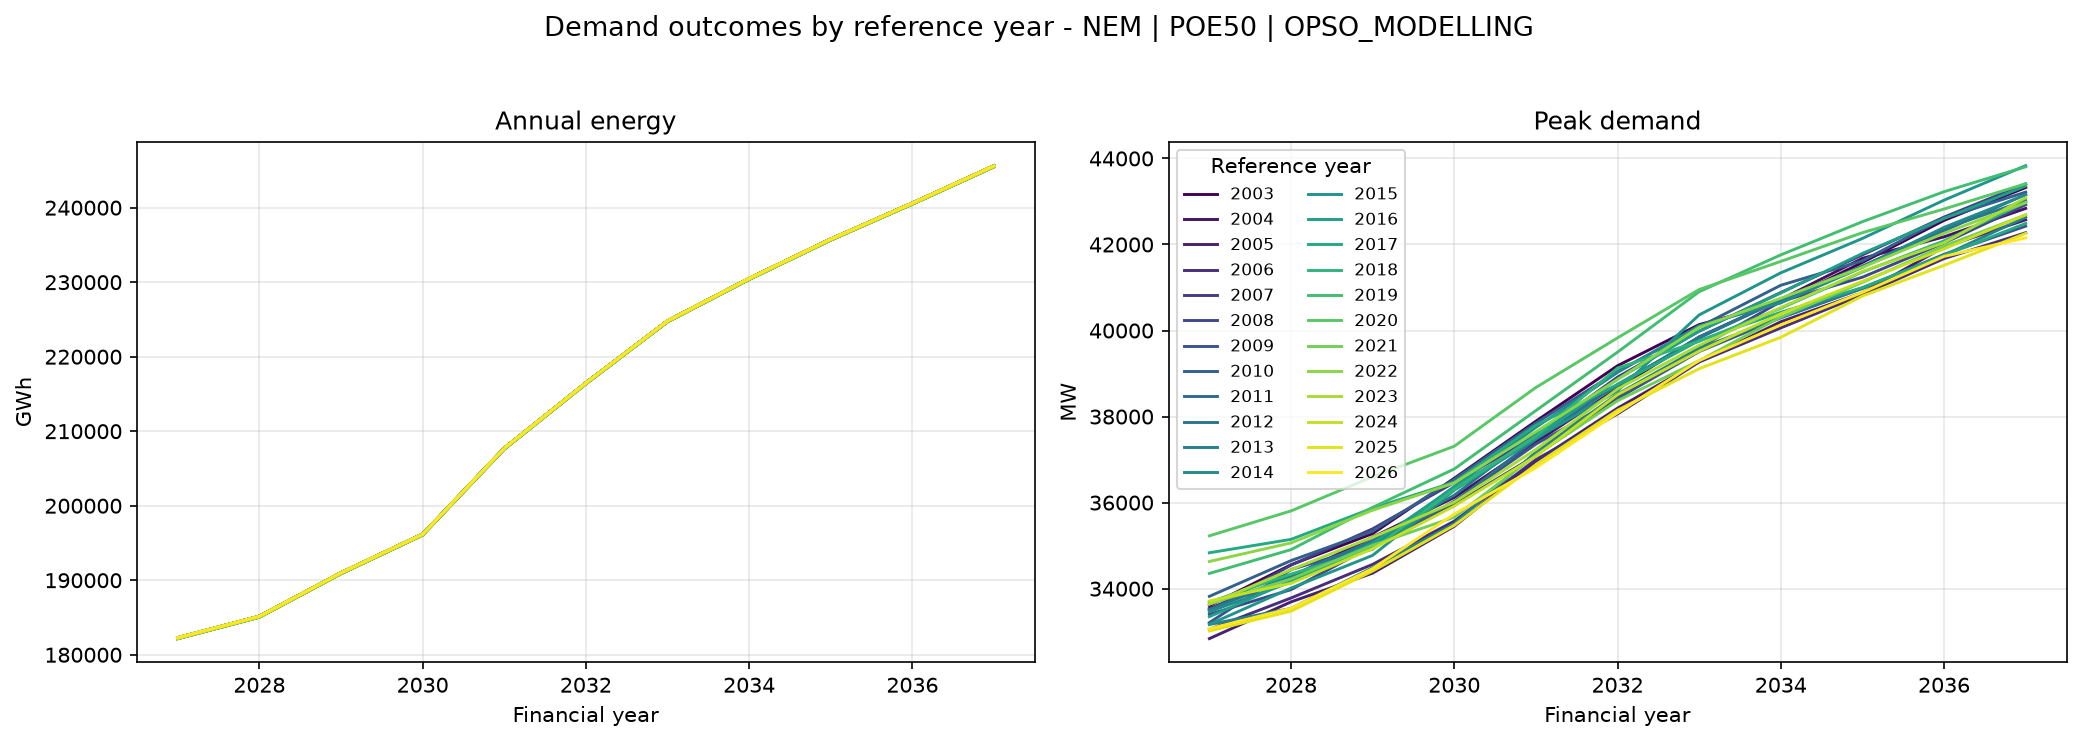 Demand outcomes by reference year - NEM | POE50 | OPSO_MODELLING
Annual energy
GWh
240000
230000
220000
210000
200000
190000
180000
2028 2030 2032 2034 2036
Financial year
Peak demand
MW
44000
42000
40000
38000
36000
34000
Reference year
2003 2015
2004 2016
2005 2017
2006 2018
2007 2019
2008 2020
2009 2021
2010 2022
2011 2023
2012 2024
2013 2025
2014 2026
2028 2030 2032 2034 2036
Financial year